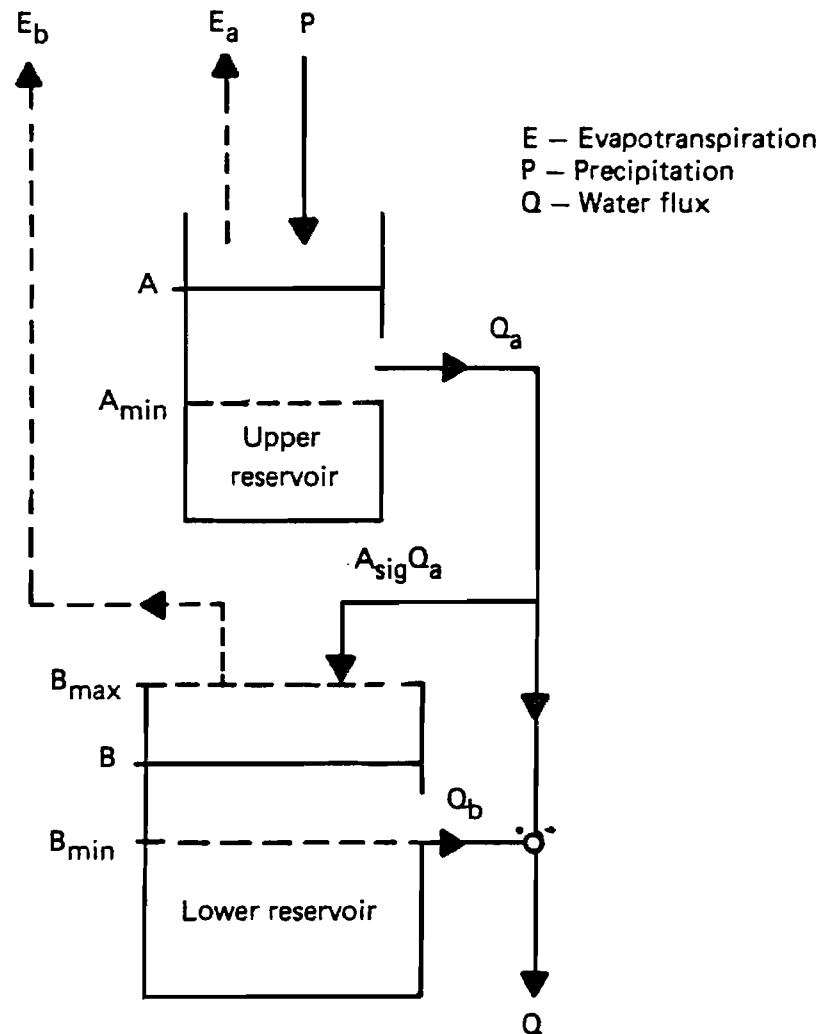 E_b E_a P
E – Evapotranspiration
P – Precipitation
Q – Water flux
A
Q_a
A_min
Upper
reservoir
A_sig Q_a
B_max
B
Q_b
B_min
Lower reservoir
Q